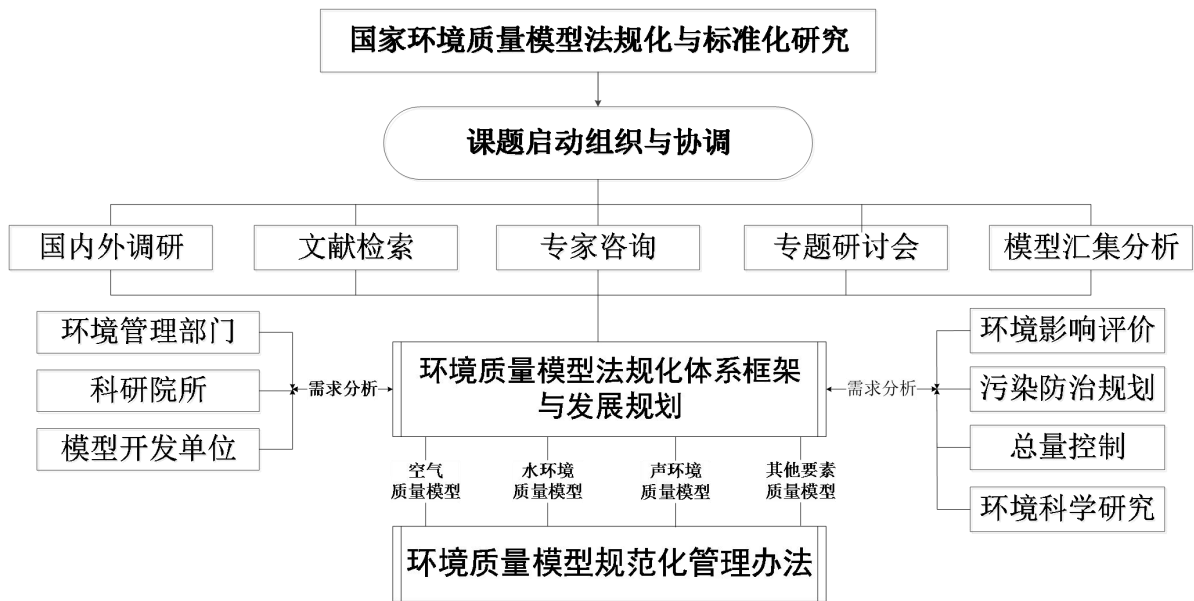 国家环境质量模型法规化与标准化研究
课题启动组织与协调
国内外调研
文献检索
专家咨询
专题研讨会
模型汇集分析
环境管理部门
科研院所
模型开发单位
需求分析
环境质量模型法规化体系框架
与发展规划
需求分析
环境影响评价
污染防治规划
总量控制
环境科学研究
空气
质量模型
水环境
质量模型
声环境
质量模型
其他要素
质量模型
环境质量模型规范化管理办法